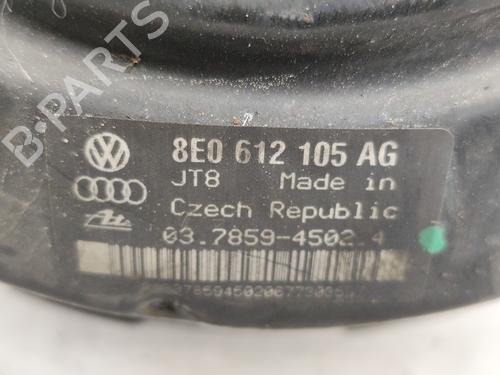 B-PARTS
8E0 612 105 AG
JT8 Made in
Czech Republic
03.7859-4502.4